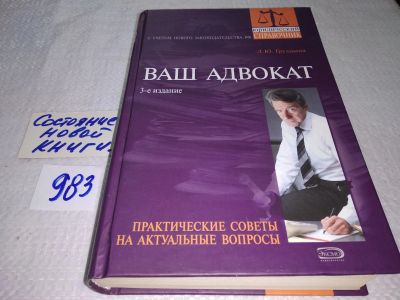 Состояние
новой
книги.
983
ЮРИДИЧЕСКИЙ
СПРАВОЧНИК
С УЧЕТОМ НОВОГО ЗАКОНОДАТЕЛЬСТВА РФ
Л.Ю. Грудцына
ВАШ АДВОКАТ
3-е издание
ПРАКТИЧЕСКИЕ СОВЕТЫ
НА АКТУАЛЬНЫЕ ВОПРОСЫ
ЭКСМО